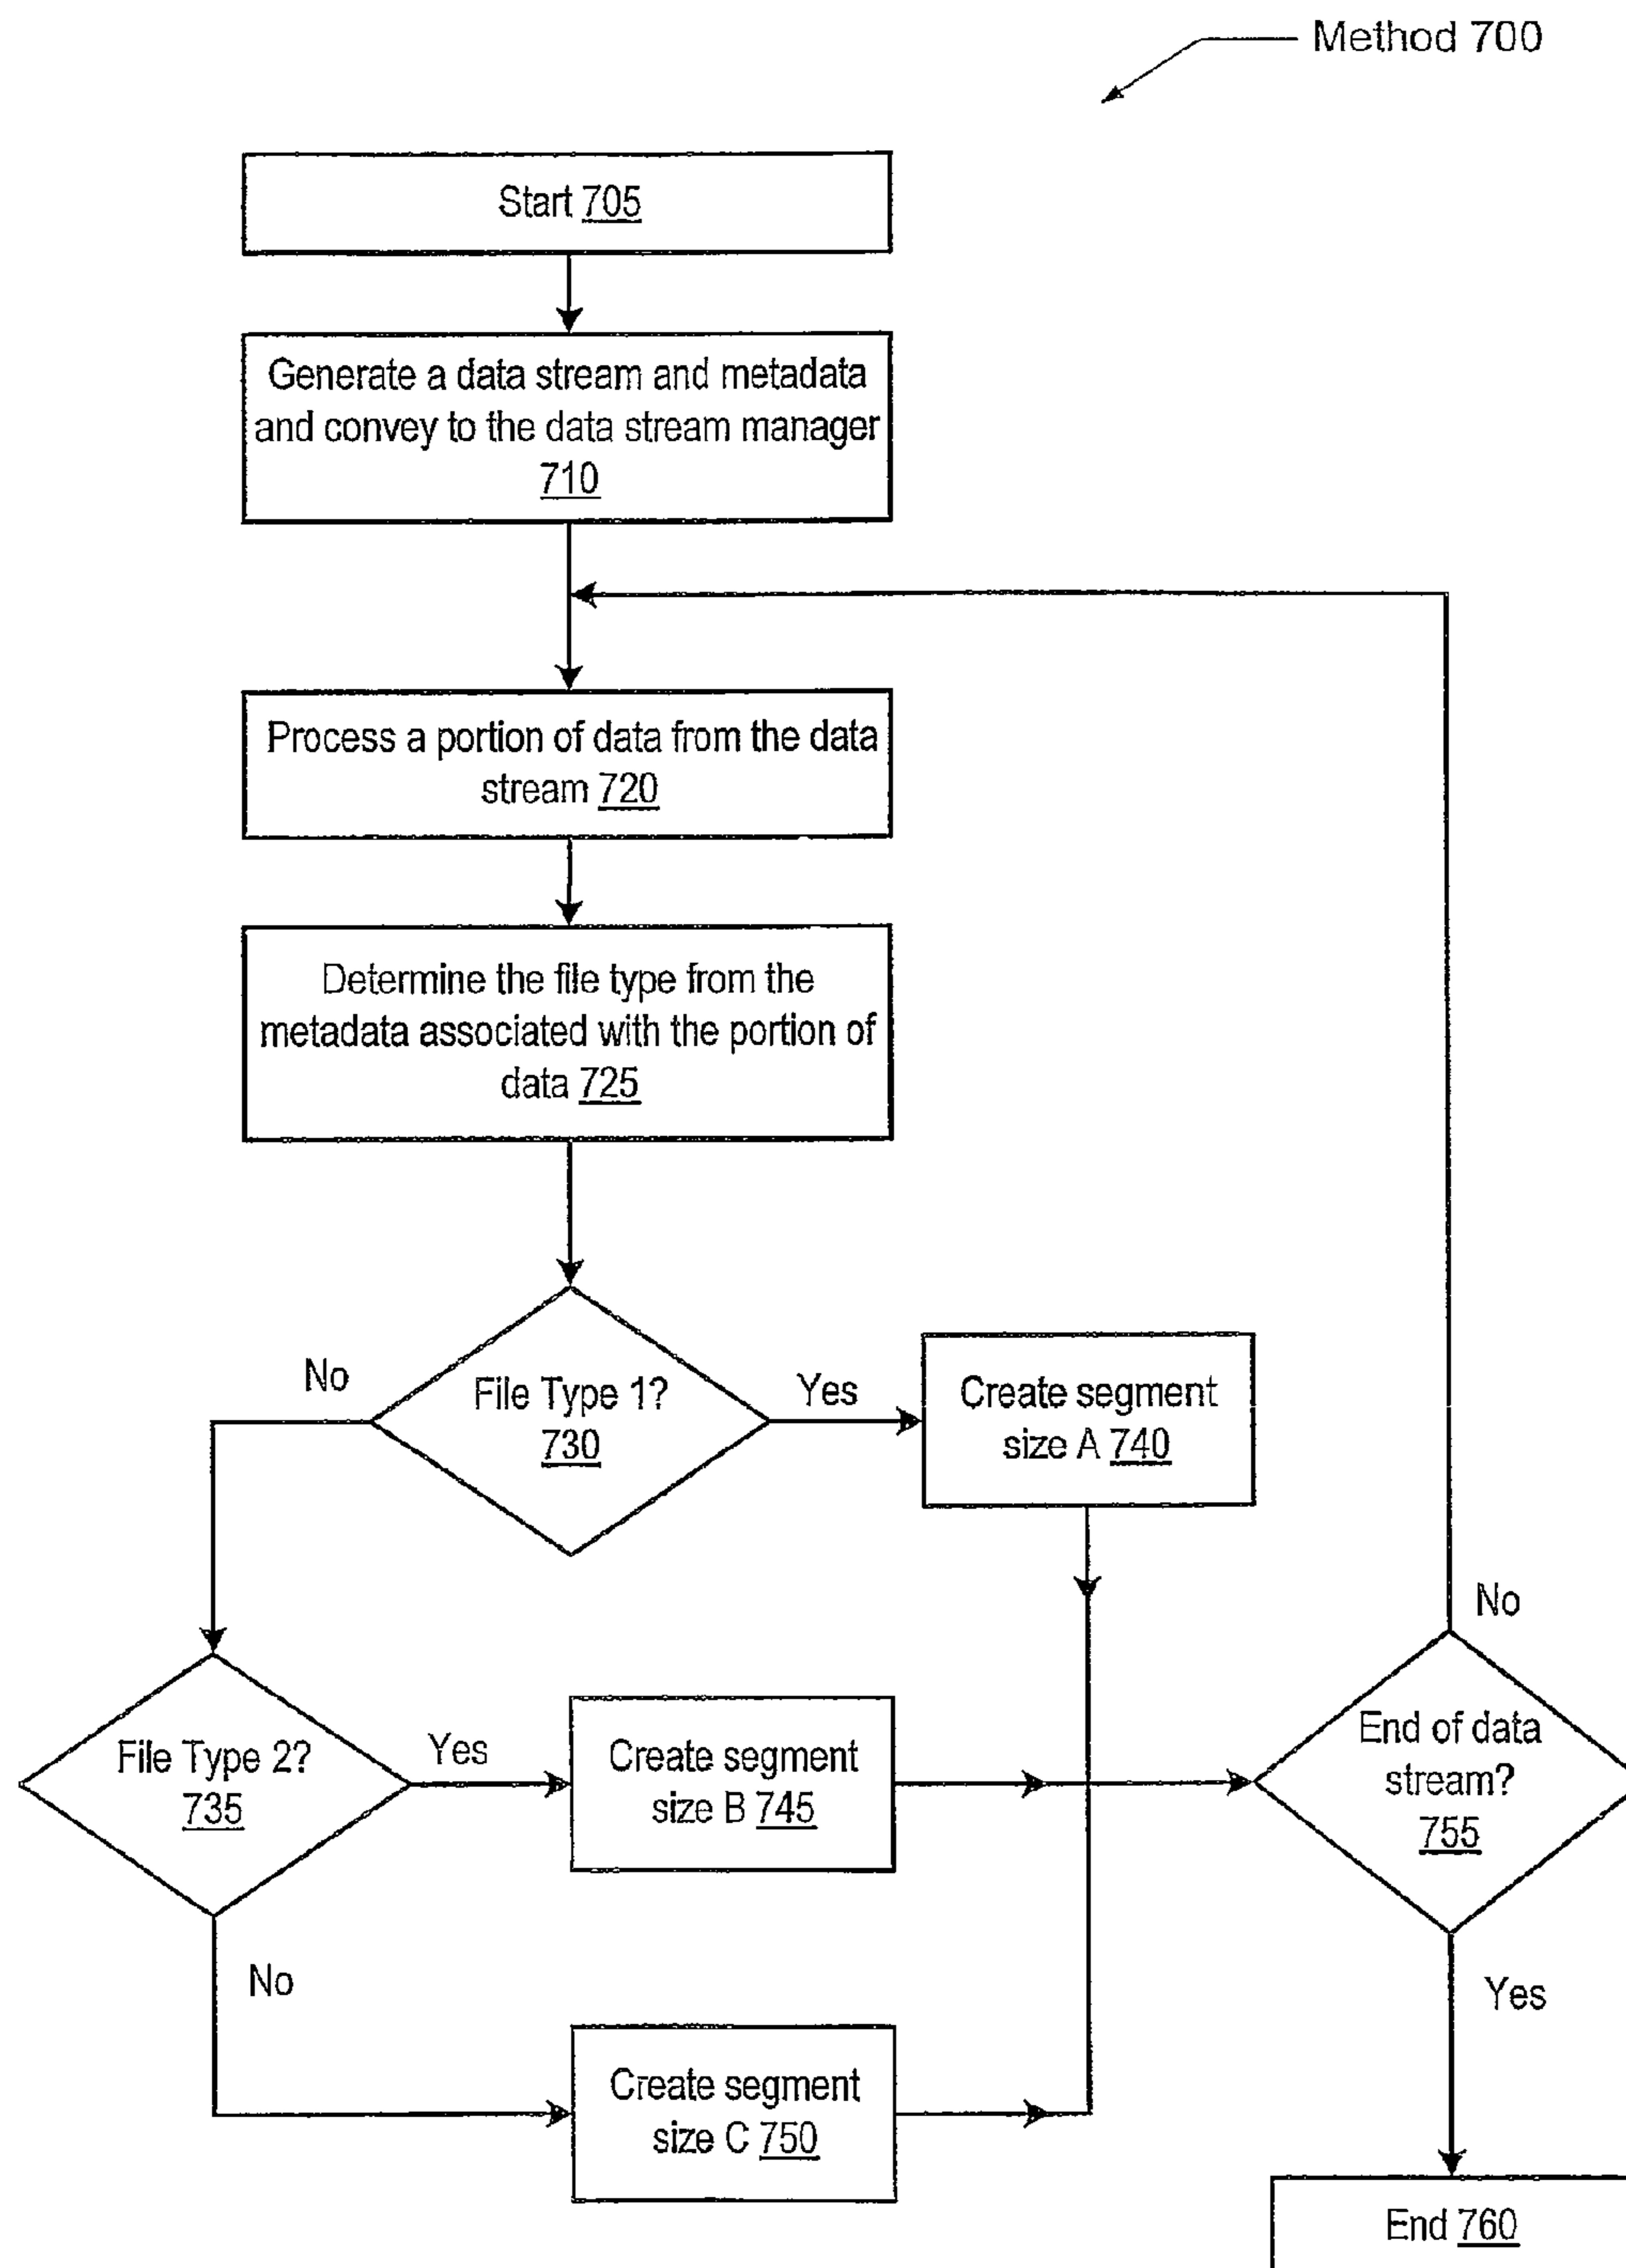 Method 700
Start 705
Generate a data stream and metadata
and convey to the data stream manager
710
Process a portion of data from the data
stream 720
Determine the file type from the
metadata associated with the portion of
data 725
No
File Type 1?
730
Yes
Create segment
size A 740
No
File Type 2?
735
Yes
Create segment
size B 745
End of data
stream?
755
No
Yes
Create segment
size C 750
End 760